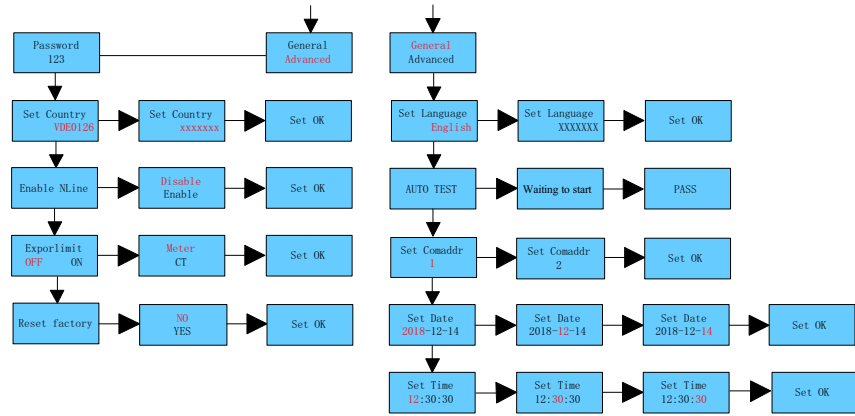 Password
123
General
Advanced
Set Country
VDE0126
Set Country
xxxxxxx
Set OK
Enable NLine
Disable
Enable
Set OK
Exporlimit
OFF ON
Meter
CT
Set OK
Reset factory
NO
YES
Set OK
General
Advanced
Set Language
English
Set Language
XXXXXXX
Set OK
AUTO TEST
Waiting to start
PASS
Set Comaddr
1
Set Comaddr
2
Set OK
Set Date
2018-12-14
Set Date
2018-12-14
Set Date
2018-12-14
Set OK
Set Time
12:30:30
Set Time
12:30:30
Set Time
12:30:30
Set OK